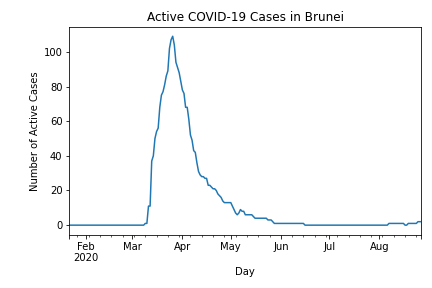 Active COVID-19 Cases in Brunei
Number of Active Cases
100
80
60
40
20
0
Feb Mar Apr May Jun Jul Aug
2020
Day